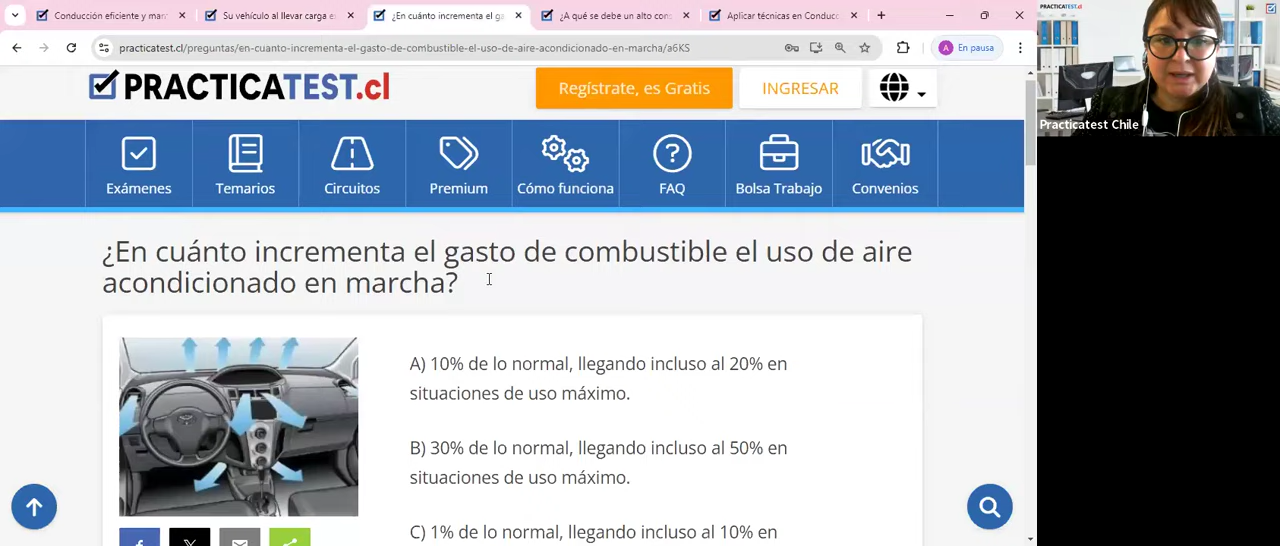 Conducción eficiente y man
Su vehículo al llevar carga e
¿En cuánto incrementa el ga
¿A qué se debe un alto con
Aplicar técnicas en Conducc
practicatest.cl/preguntas/en-cuanto-incrementa-el-gasto-de-combustible-el-uso-de-aire-acondicionado-en-marcha/a6KS
A
En pausa
PRACTICATEST.cl
Regístrate, es Gratis
INGRESAR
Exámenes
Temarios
Circuitos
Premium
Cómo funciona
FAQ
Bolsa Trabajo
Convenios
¿En cuánto incrementa el gasto de combustible el uso de aire
acondicionado en marcha?
A) 10% de lo normal, llegando incluso al 20% en
situaciones de uso máximo.
B) 30% de lo normal, llegando incluso al 50% en
situaciones de uso máximo.
C) 1% de lo normal, llegando incluso al 10% en
PRACTICATEST.cl
Practicatest Chile